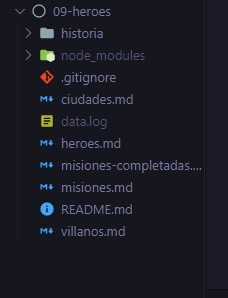 09-heroes
historia
node_modules
.gitignore
ciudades.md
data.log
heroes.md
misiones-completadas....
misiones.md
README.md
villanos.md